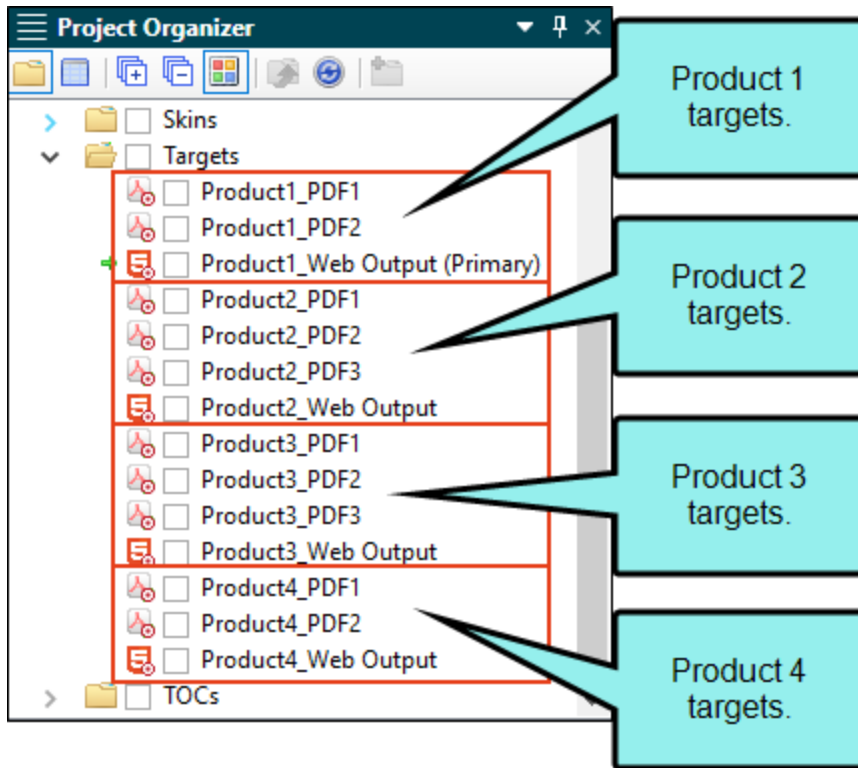 Project Organizer
Skins
Targets
Product1_PDF1
Product1_PDF2
Product1_Web Output (Primary)
Product2_PDF1
Product2_PDF2
Product2_PDF3
Product2_Web Output
Product3_PDF1
Product3_PDF2
Product3_PDF3
Product3_Web Output
Product4_PDF1
Product4_PDF2
Product4_Web Output
TOCs
Product 1
targets.
Product 2
targets.
Product 3
targets.
Product 4
targets.